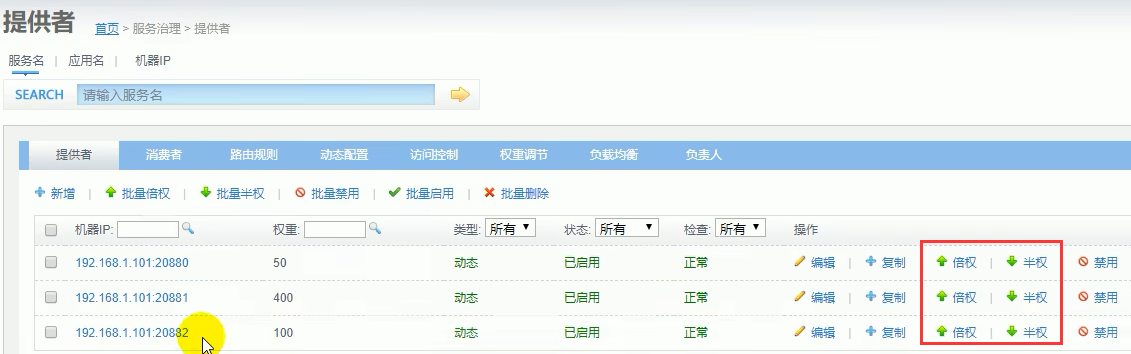 提供者 首页 > 服务治理 > 提供者
服务名 | 应用名 | 机器IP
SEARCH 请输入服务名
提供者 消费者 路由规则 动态配置 访问控制 权重调节 负载均衡 负责人
新增 | 批量倍权 | 批量半权 | 批量禁用 | 批量启用 | 批量删除
机器IP: 权重: 类型: 所有 状态: 所有 检查: 所有 操作
192.168.1.101:20880 50 动态 已启用 正常 编辑 | 复制 倍权 | 半权 禁用
192.168.1.101:20881 400 动态 已启用 正常 编辑 | 复制 倍权 | 半权 禁用
192.168.1.101:20882 100 动态 已启用 正常 编辑 | 复制 倍权 | 半权 禁用